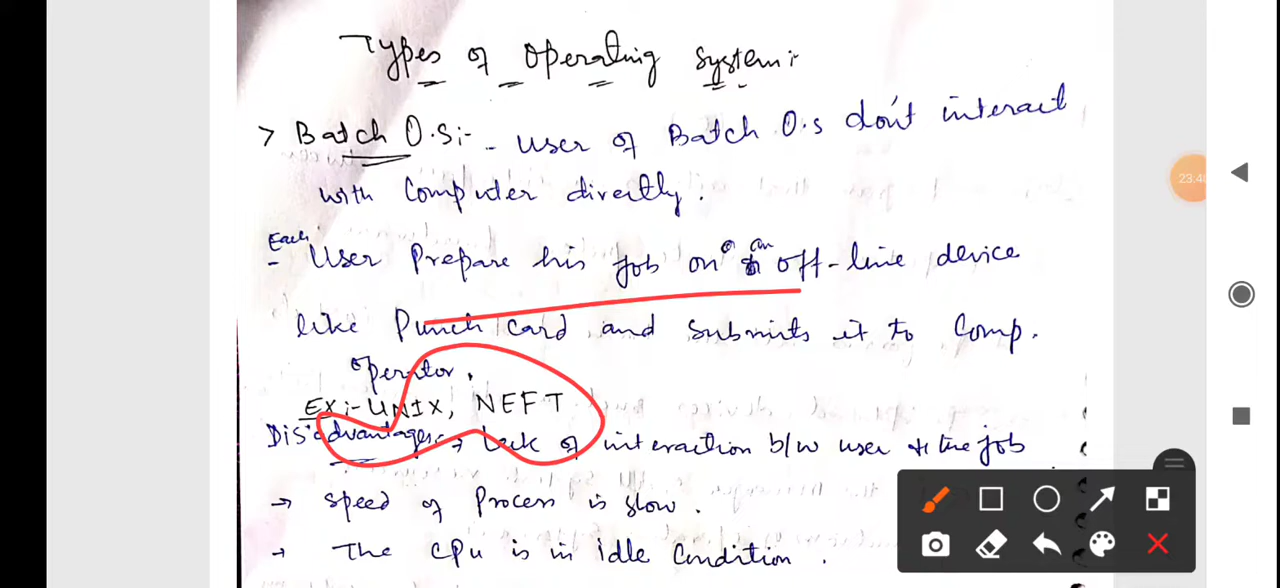 Types of Operating System:
> Batch O.S:- - User of Batch O.S don't interact
with Computer directly.
Each User Prepare his job on an off-line device
like Punch card and submits it to Comp.
operator.
Ex:- UNIX, NEFT
Disadvantages:→ Lack of interaction b/w user & the job
→ Speed of Process is slow.
→ The CPU is in idle Condition.
23:4